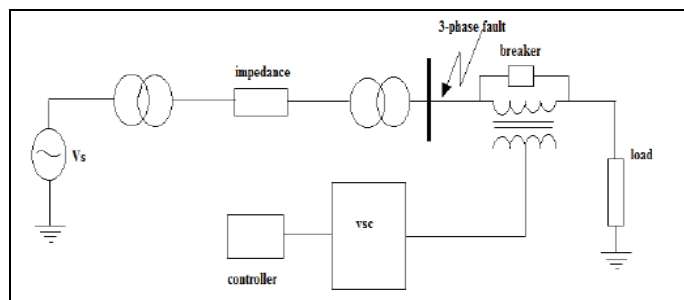 3-phase fault
breaker
impedance
Vs
load
vsc
controller